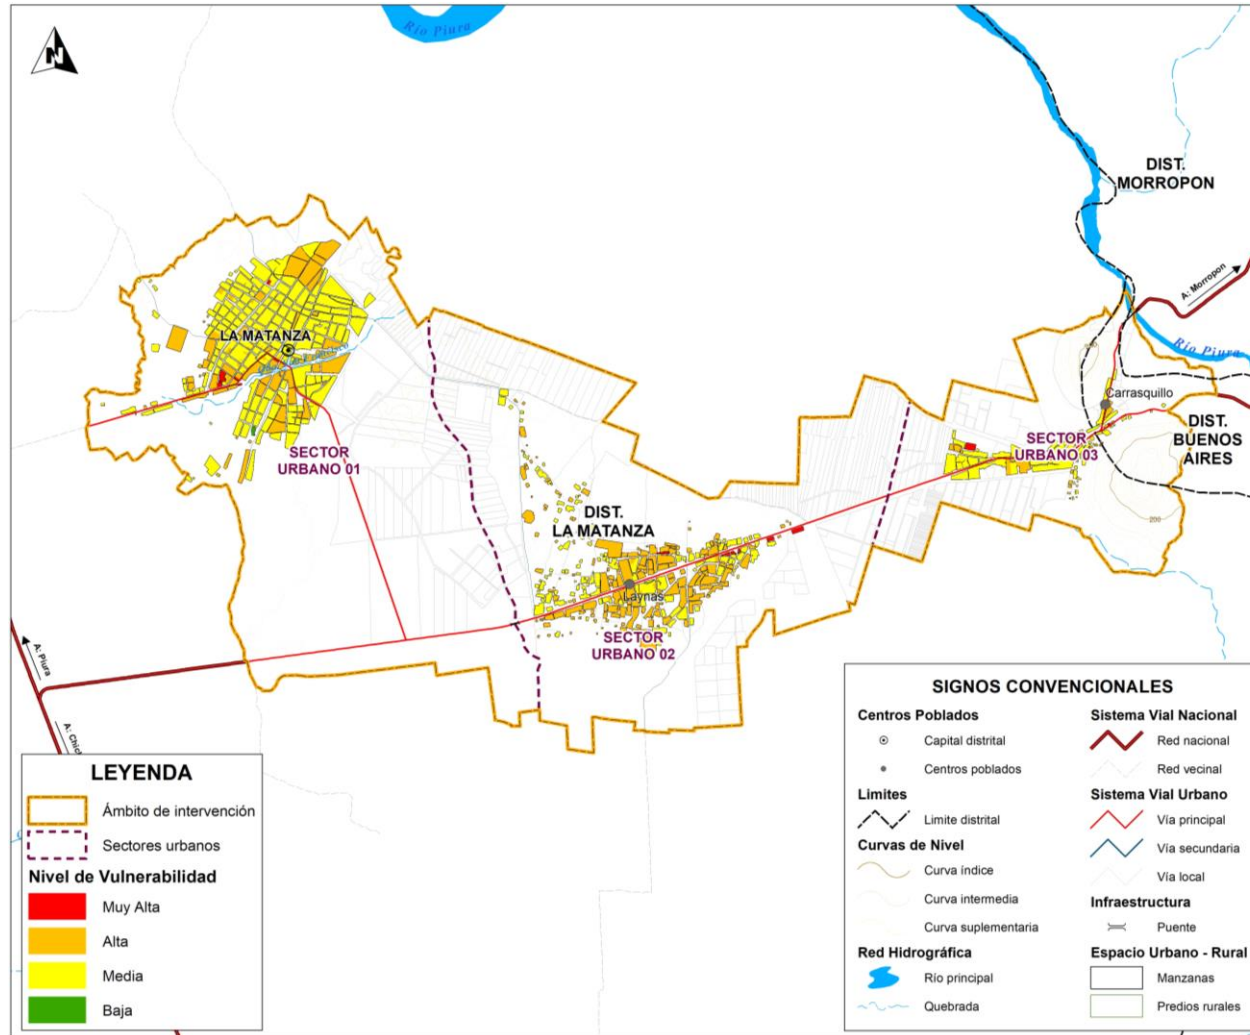 Río Piura
N
DIST.
MORROPON
A: Morropon
LA MATANZA
Río Piura
Carrasquillo
DIST.
BUENOS
AIRES
SECTOR
URBANO 03
SECTOR
URBANO 01
DIST.
LA MATANZA
200
Laynas
SECTOR
URBANO 02
A: Piura
LEYENDA
Ámbito de intervención
Sectores urbanos
Nivel de Vulnerabilidad
Muy Alta
Alta
Media
Baja
SIGNOS CONVENCIONALES
Centros Poblados
Capital distrital
Centros poblados
Limites
Limite distrital
Curvas de Nivel
Curva índice
Curva intermedia
Curva suplementaria
Red Hidrográfica
Río principal
Quebrada
Sistema Vial Nacional
Red nacional
Red vecinal
Sistema Vial Urbano
Vía principal
Vía secundaria
Vía local
Infraestructura
Puente
Espacio Urbano - Rural
Manzanas
Predios rurales